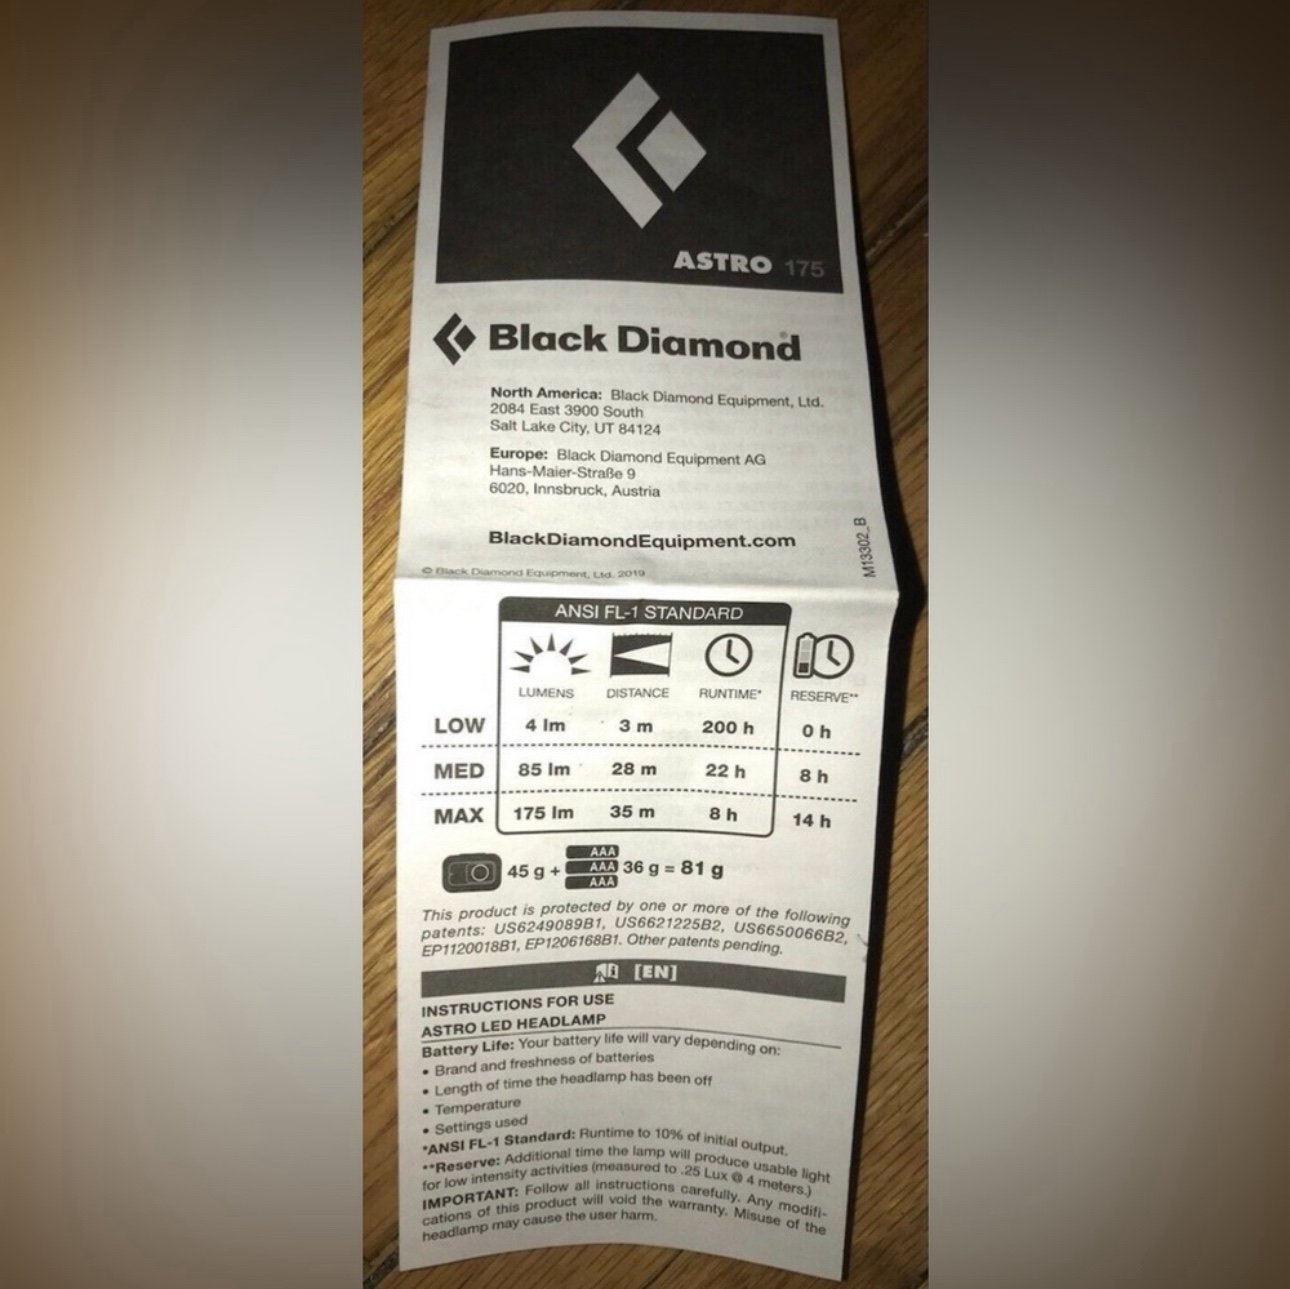 ASTRO 175
Black Diamond®
North America: Black Diamond Equipment, Ltd.
2084 East 3900 South
Salt Lake City, UT 84124
Europe: Black Diamond Equipment AG
Hans-Maier-Straße 9
6020, Innsbruck, Austria
BlackDiamondEquipment.com
M13302_B
© Black Diamond Equipment, Ltd. 2019
ANSI FL-1 STANDARD
LUMENS DISTANCE RUNTIME* RESERVE**
LOW 4 lm 3 m 200 h 0 h
MED 85 lm 28 m 22 h 8 h
MAX 175 lm 35 m 8 h 14 h
45 g + AAA AAA AAA 36 g = 81 g
This product is protected by one or more of the following
patents: US6249089B1, US6621225B2, US6650066B2,
EP1120018B1, EP1206168B1. Other patents pending.
[EN]
INSTRUCTIONS FOR USE
ASTRO LED HEADLAMP
Battery Life: Your battery life will vary depending on:
• Brand and freshness of batteries
• Length of time the headlamp has been off
• Temperature
• Settings used
*ANSI FL-1 Standard: Runtime to 10% of initial output.
**Reserve: Additional time the lamp will produce usable light
for low intensity activities (measured to .25 Lux @ 4 meters.)
IMPORTANT: Follow all instructions carefully. Any modifi-
cations of this product will void the warranty. Misuse of the
headlamp may cause the user harm.